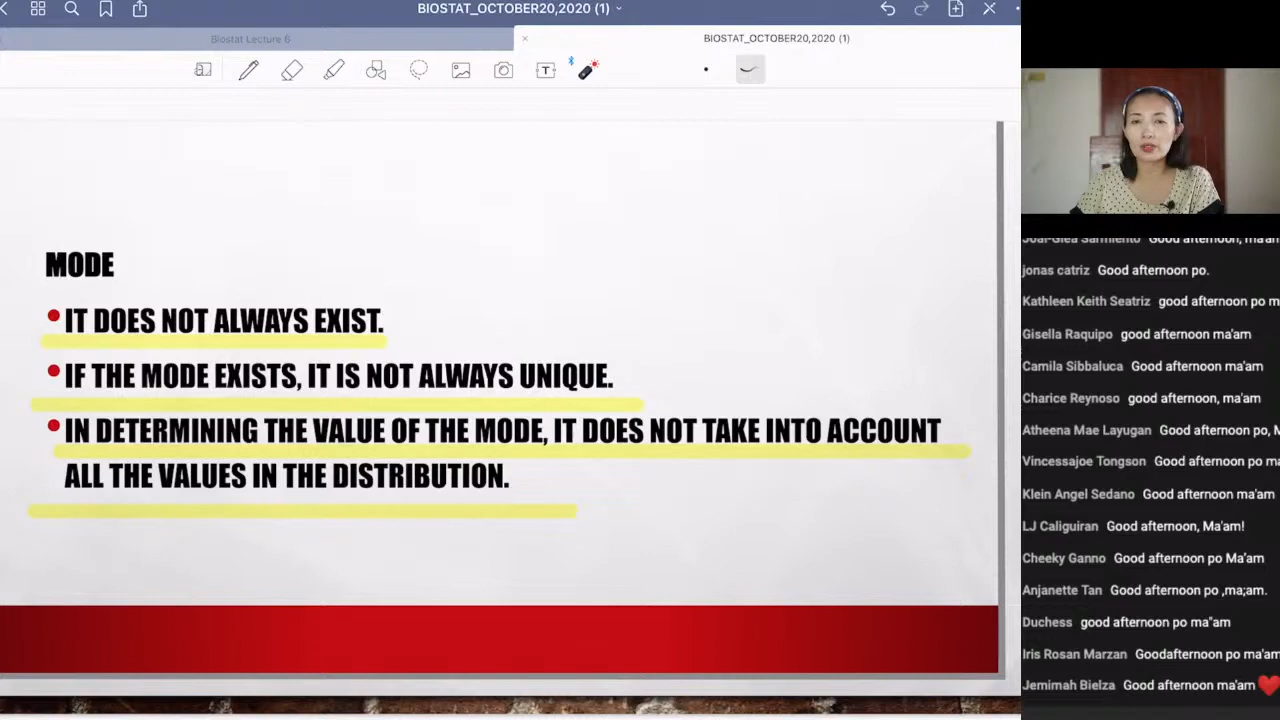 BIOSTAT_OCTOBER20,2020 (1)
Biostat Lecture 6
BIOSTAT_OCTOBER20,2020 (1)
MODE
• IT DOES NOT ALWAYS EXIST.
• IF THE MODE EXISTS, IT IS NOT ALWAYS UNIQUE.
• IN DETERMINING THE VALUE OF THE MODE, IT DOES NOT TAKE INTO ACCOUNT
ALL THE VALUES IN THE DISTRIBUTION.
Good afternoon, ma'am
jonas catriz Good afternoon po.
Kathleen Keith Seatriz good afternoon po m
Gisella Raquipo good afternoon ma'am
Camila Sibbaluca Good afternoon ma'am
Charice Reynoso good afternoon, ma'am
Atheena Mae Layugan Good afternoon po, M
Vincessajoe Tongson Good afternoon po ma
Klein Angel Sedano Good afternoon ma'am
LJ Caliguiran Good afternoon, Ma'am!
Cheeky Ganno Good afternoon po Ma'am
Anjanette Tan Good afternoon po ,ma;am.
Duchess good afternoon po ma"am
Iris Rosan Marzan Goodafternoon po ma'am
Jemimah Bielza Good afternoon ma'am